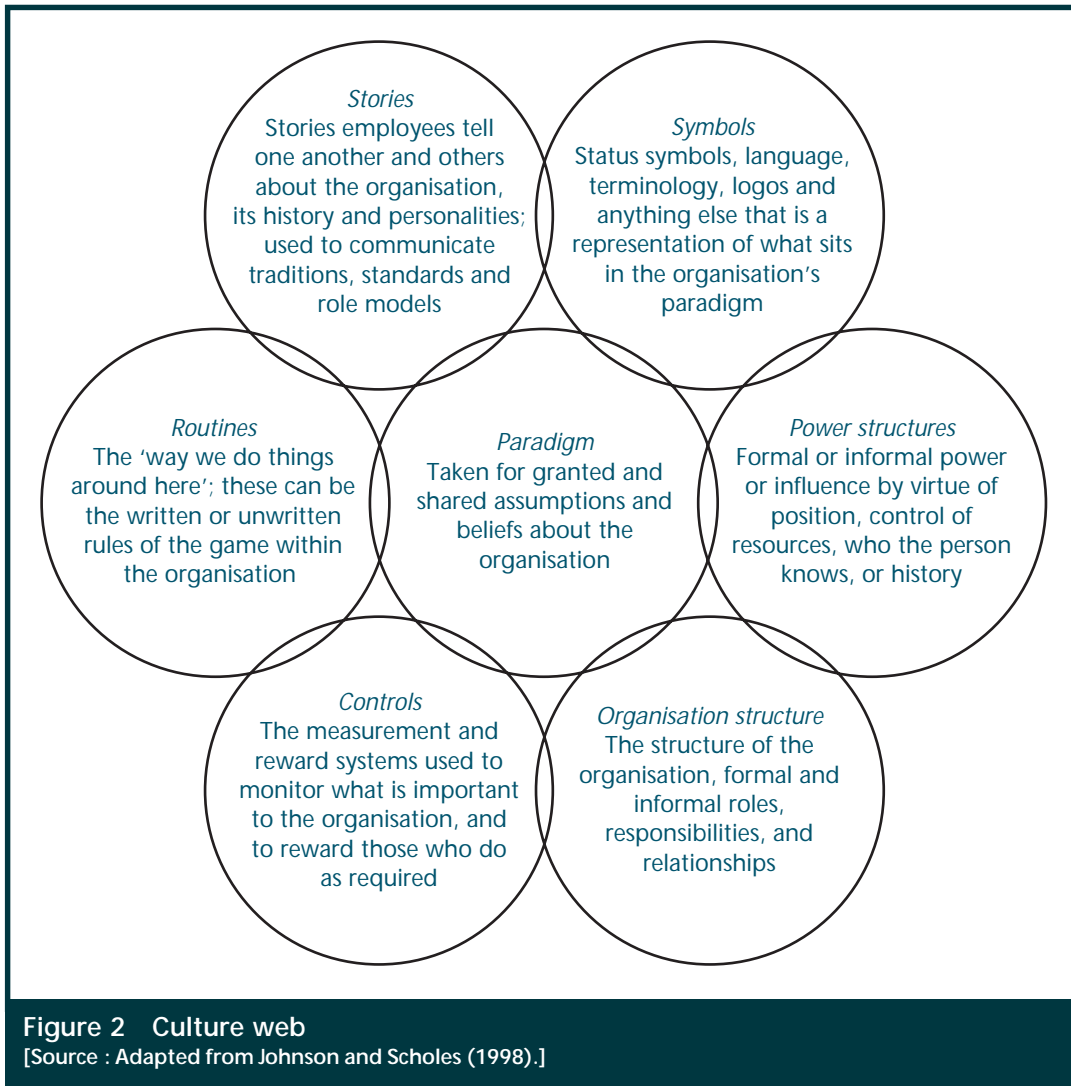 Stories
Stories employees tell
one another and others
about the organisation,
its history and personalities;
used to communicate
traditions, standards and
role models
Symbols
Status symbols, language,
terminology, logos and
anything else that is a
representation of what sits
in the organisation's
paradigm
Routines
The 'way we do things
around here'; these can be
the written or unwritten
rules of the game within
the organisation
Paradigm
Taken for granted and
shared assumptions and
beliefs about the
organisation
Power structures
Formal or informal power
or influence by virtue of
position, control of
resources, who the person
knows, or history
Controls
The measurement and
reward systems used to
monitor what is important
to the organisation, and
to reward those who do
as required
Organisation structure
The structure of the
organisation, formal and
informal roles,
responsibilities, and
relationships
Figure 2 Culture web
[Source : Adapted from Johnson and Scholes (1998).]